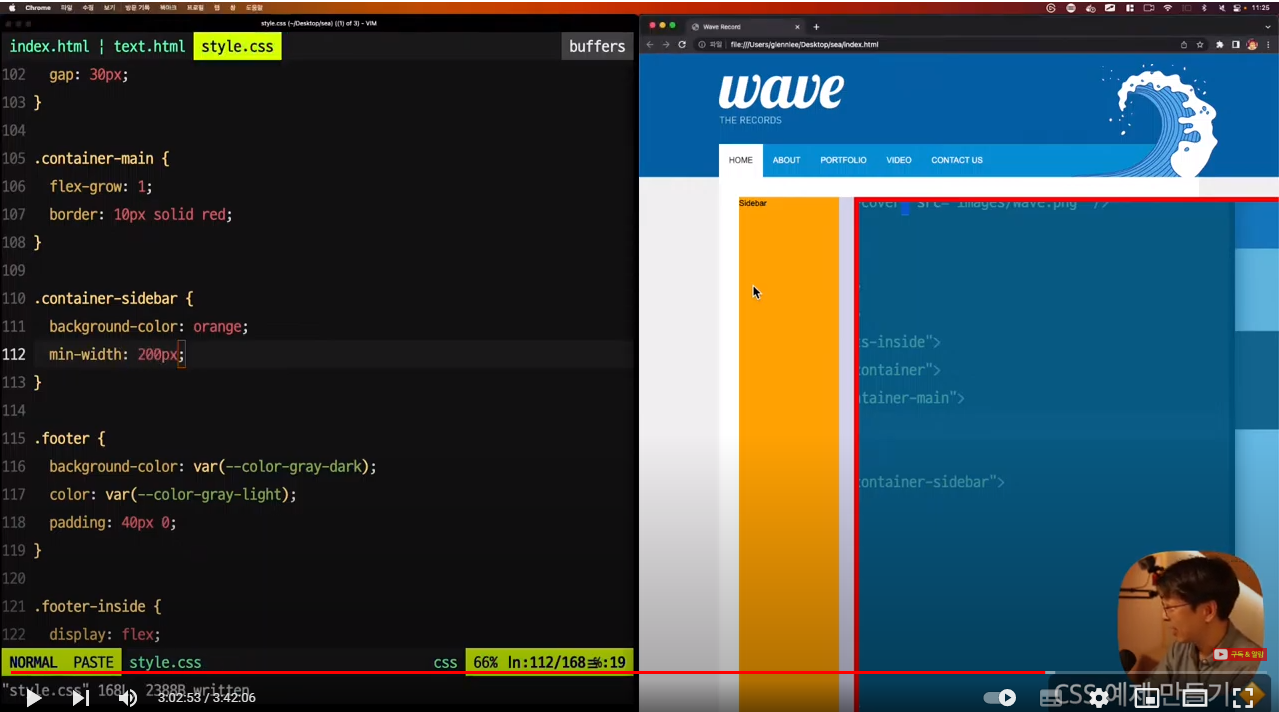 Chrome 파일 수정 보기 방문 기록 북마크 프로필 탭 창 도움말
11:25
style.css (~/Desktop/sea) ((1) of 3) - VIM
index.html | text.html style.css buffers
102 gap: 30px;
103 }
104
105 .container-main {
106 flex-grow: 1;
107 border: 10px solid red;
108 }
109
110 .container-sidebar {
111 background-color: orange;
112 min-width: 200px;
113 }
114
115 .footer {
116 background-color: var(--color-gray-dark);
117 color: var(--color-gray-light);
118 padding: 40px 0;
119 }
120
121 .footer-inside {
122 display: flex;
NORMAL PASTE style.css css 66% ln:112/168≡%:19
"style.css" 168L, 2388B written
3:02:53 / 3:42:06
Wave Record
파일 file:///Users/glennlee/Desktop/sea/index.html
wave
THE RECORDS
HOME ABOUT PORTFOLIO VIDEO CONTACT US
Sidebar
-cover" src="images/wave.png" />
s-inside">
container">
tainer-main">
container-sidebar">
구독 & 알람
CSS 예제 만들기